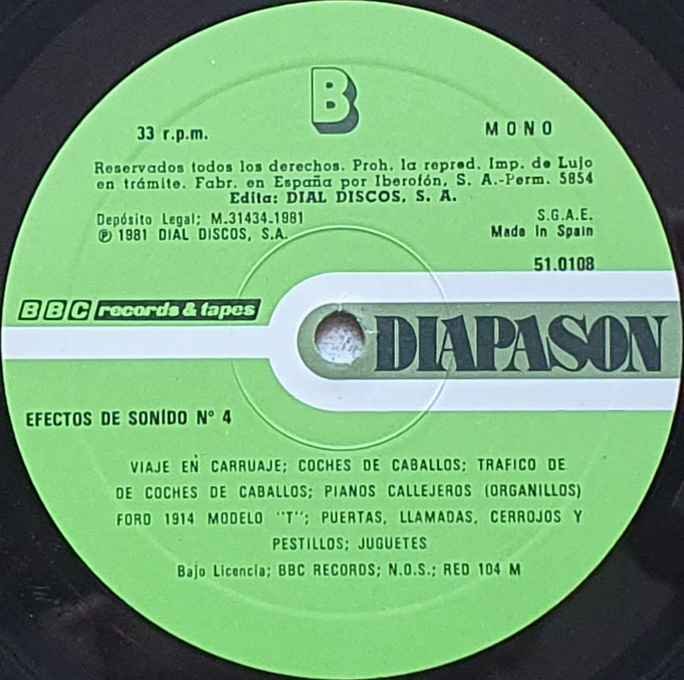 B
33 r.p.m. MONO
Reservados todos los derechos. Proh. la repred. Imp. de Lujo
en trámite. Fabr. en España por Iberofón, S. A.-Perm. 5854
Edita: DIAL DISCOS, S. A.
Depósito Legal; M.31434-1981 S.G.A.E.
℗ 1981 DIAL DISCOS, S.A. Made in Spain
51.0108
BBC records & tapes
DIAPASON
EFECTOS DE SONÍDO Nº 4
VIAJE EN CARRUAJE; COCHES DE CABALLOS; TRAFICO DE
DE COCHES DE CABALLOS; PIANOS CALLEJEROS (ORGANILLOS)
FORD 1914 MODELO "T"; PUERTAS, LLAMADAS, CERROJOS Y
PESTILLOS; JUGUETES
Bajo Licencia; BBC RECORDS; N.O.S.; RED 104 M